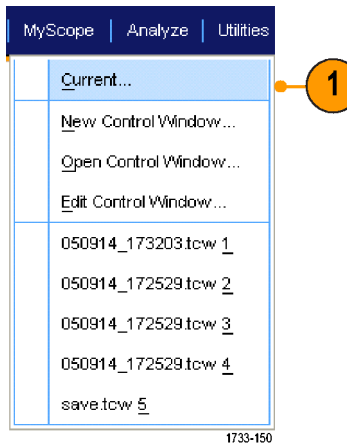 MyScope | Analyze | Utilities
Current...
1
New Control Window...
Open Control Window...
Edit Control Window...
050914_173203.tcw 1
050914_172529.tcw 2
050914_172529.tcw 3
050914_172529.tcw 4
save.tcw 5
1733-150